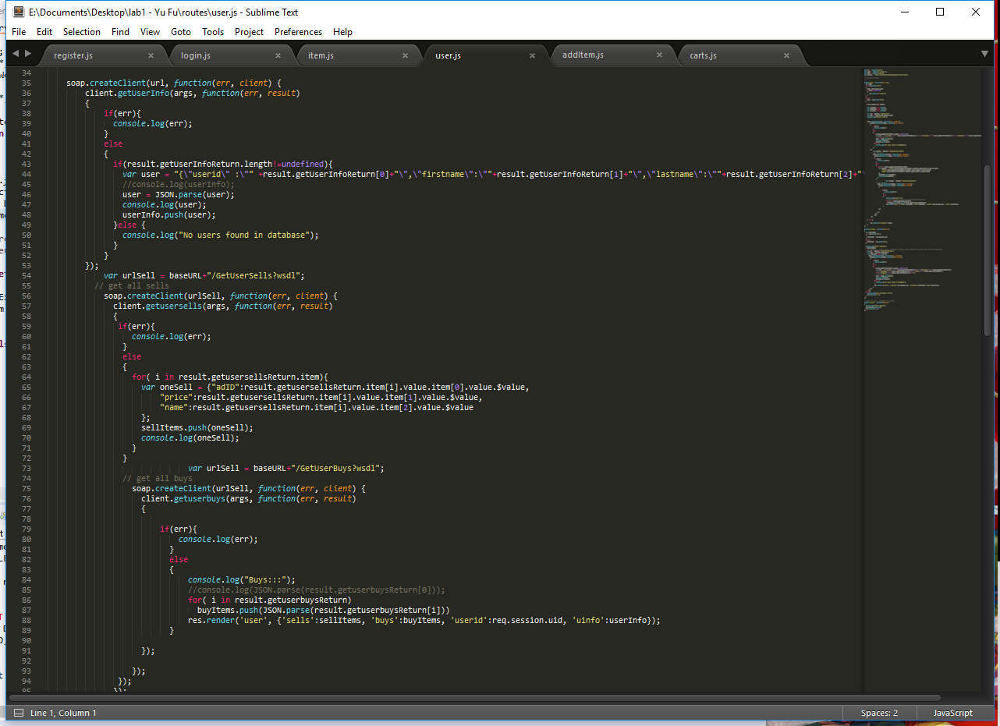 E:\Documents\Desktop\lab1 - Yu Fu\routes\user.js - Sublime Text
File Edit Selection Find View Goto Tools Project Preferences Help
register.js × login.js × item.js × user.js × addItem.js × carts.js ×
34
35 soap.createClient(url, function(err, client) {
36 client.getUserInfo(args, function(err, result)
37 {
38 if(err){
39 console.log(err);
40 }
41 else
42 {
43 if(result.getUserInfoReturn.length!=undefined){
44 var user = "{\"userid\" :\"" +result.getUserInfoReturn[0]+"\",\"firstname\":\""+result.getUserInfoReturn[1]+"\",\"lastname\":\""+result.getUserInfoReturn[2]+"\"
45 //console.log(userInfo);
46 user = JSON.parse(user);
47 console.log(user);
48 userInfo.push(user);
49 }else {
50 console.log("No users found in database");
51 }
52 }
53 });
54 var urlSell = baseURL+"/GetUserSells?wsdl";
55 // get all sells
56 soap.createClient(urlSell, function(err, client) {
57 client.getusersells(args, function(err, result)
58 {
59 if(err){
60 console.log(err);
61 }
62 else
63 {
64 for( i in result.getusersellsReturn.item){
65 var oneSell = {"adID":result.getusersellsReturn.item[i].value.item[0].value.$value,
66 "price":result.getusersellsReturn.item[i].value.item[1].value.$value,
67 "name":result.getusersellsReturn.item[i].value.item[2].value.$value
68 };
69 sellItems.push(oneSell);
70 console.log(oneSell);
71 }
72 }
73 var urlSell = baseURL+"/GetUserBuys?wsdl";
74 // get all buys
75 soap.createClient(urlSell, function(err, client) {
76 client.getuserbuys(args, function(err, result)
77 {
78
79 if(err){
80 console.log(err);
81 }
82 else
83 {
84 console.log("Buys:::");
85 //console.log(JSON.parse(result.getuserbuysReturn[0]));
86 for( i in result.getuserbuysReturn)
87 buyItems.push(JSON.parse(result.getuserbuysReturn[i]))
88 res.render('user', {'sells':sellItems, 'buys':buyItems, 'userid':req.session.uid, 'uinfo':userInfo});
89 }
90
91 });
92
93 });
94 });
95 });
Line 1, Column 1 Spaces: 2 JavaScript